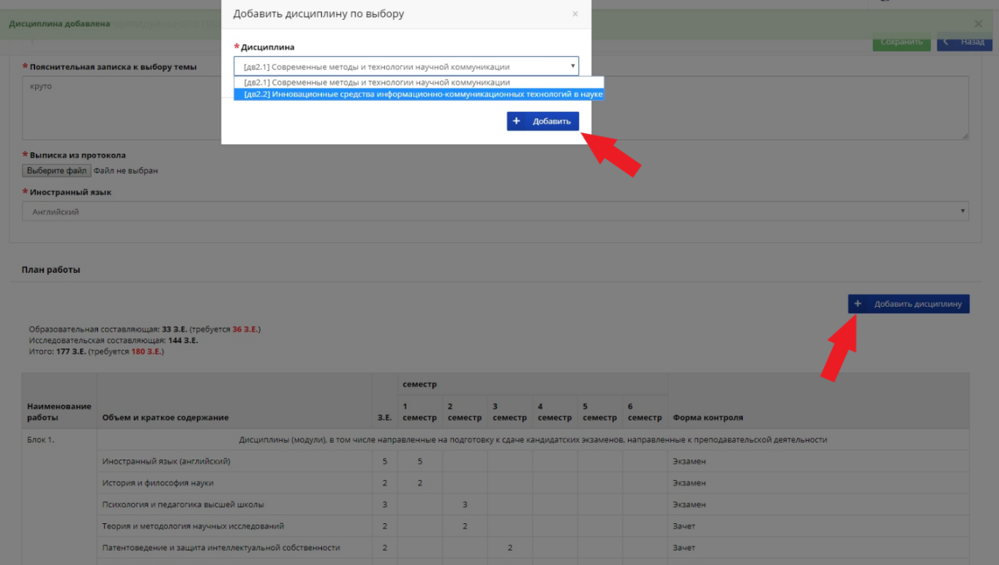 Добавить дисциплину по выбору
×
Дисциплина добавлена
×
Сохранить
Назад
* Дисциплина
[дв2.1] Современные методы и технологии научной коммуникации
[дв2.1] Современные методы и технологии научной коммуникации
[дв2.2] Инновационные средства информационно-коммуникационных технологий в науке
+ Добавить
* Пояснительная записка к выбору темы
круто
* Выписка из протокола
Выберите файл Файл не выбран
* Иностранный язык
Английский
План работы
+ Добавить дисциплину
Образовательная составляющая: 33 З.Е. (требуется 36 З.Е.)
Исследовательская составляющая: 144 З.Е.
Итого: 177 З.Е. (требуется 180 З.Е.)
семестр
Наименование работы Объем и краткое содержание З.Е. 1 семестр 2 семестр 3 семестр 4 семестр 5 семестр 6 семестр Форма контроля
Блок 1. Дисциплины (модули), в том числе направленные на подготовку к сдаче кандидатских экзаменов, направленные к преподавательской деятельности
Иностранный язык (английский) 5 5 Экзамен
История и философия науки 2 2 Экзамен
Психология и педагогика высшей школы 3 3 Экзамен
Теория и методология научных исследований 2 2 Зачет
Патентоведение и защита интеллектуальной собственности 2 2 Зачет